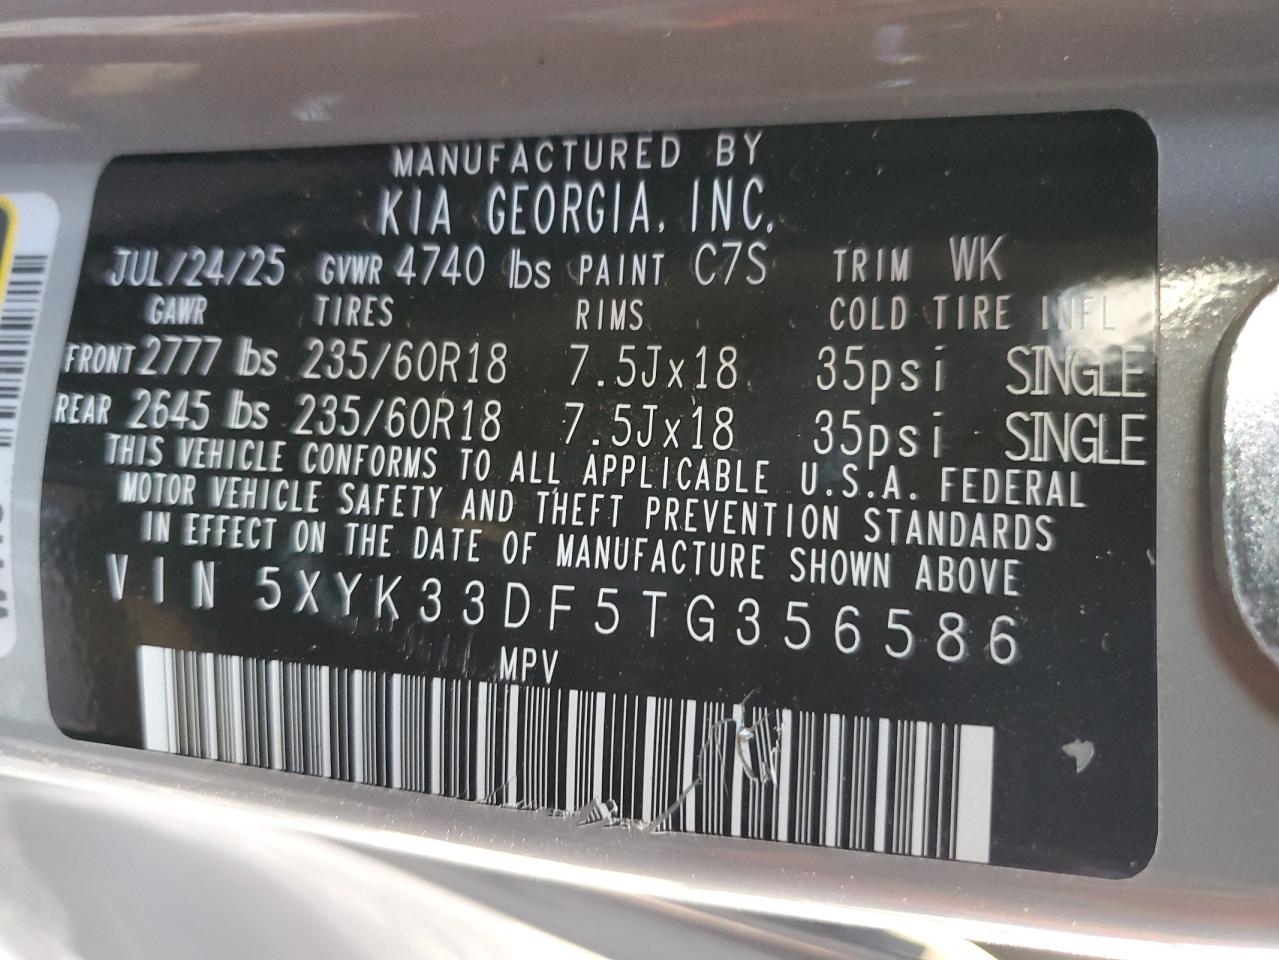 MANUFACTURED BY
KIA GEORGIA, INC.
JUL/24/25 GVWR 4740 lbs PAINT C7S TRIM WK
GAWR TIRES RIMS COLD TIRE INFL
FRONT 2777 lbs 235/60R18 7.5Jx18 35psi SINGLE
REAR 2645 lbs 235/60R18 7.5Jx18 35psi SINGLE
THIS VEHICLE CONFORMS TO ALL APPLICABLE U.S.A. FEDERAL
MOTOR VEHICLE SAFETY AND THEFT PREVENTION STANDARDS
IN EFFECT ON THE DATE OF MANUFACTURE SHOWN ABOVE
VIN 5XYK33DF5TG356586
MPV